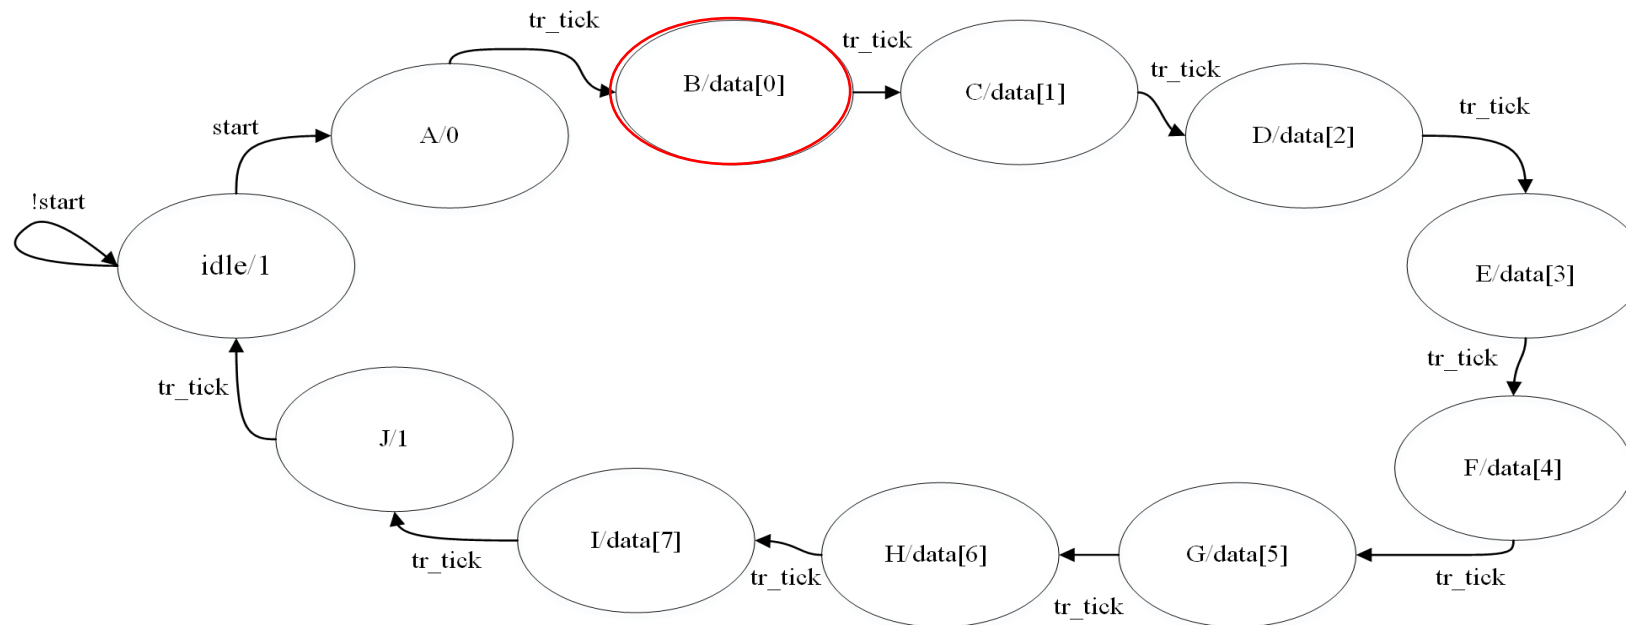 tr_tick
B/data[0]
tr_tick
C/data[1]
tr_tick
D/data[2]
tr_tick
start
A/0
!start
idle/1
E/data[3]
tr_tick
tr_tick
J/1
F/data[4]
I/data[7]
H/data[6]
G/data[5]
tr_tick
tr_tick
tr_tick
tr_tick